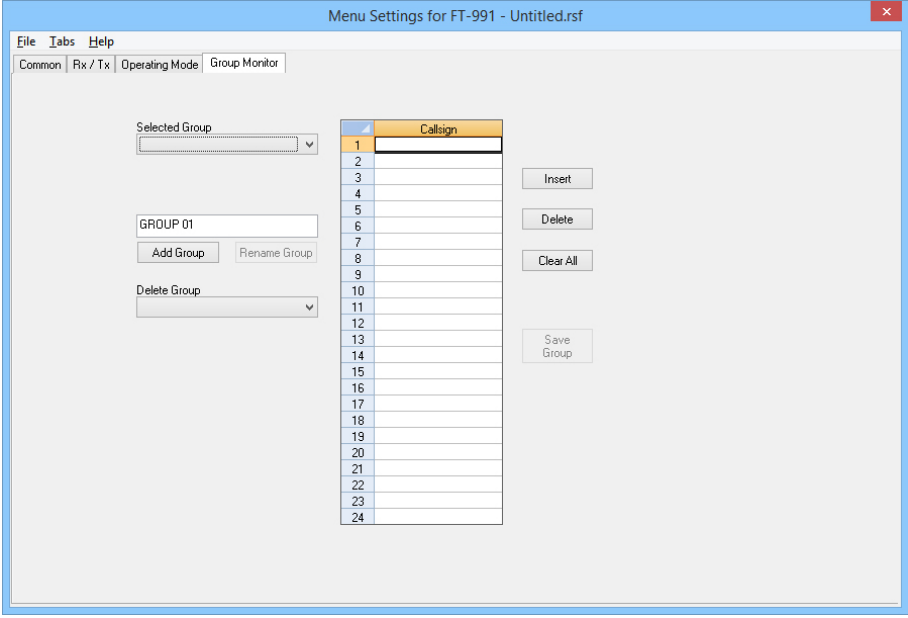 Menu Settings for FT-991 - Untitled.rsf
File Tabs Help
Common Rx / Tx Operating Mode Group Monitor
Selected Group
GROUP 01
Add Group Rename Group
Delete Group
Callsign
1
2
3
4
5
6
7
8
9
10
11
12
13
14
15
16
17
18
19
20
21
22
23
24
Insert
Delete
Clear All
Save
Group